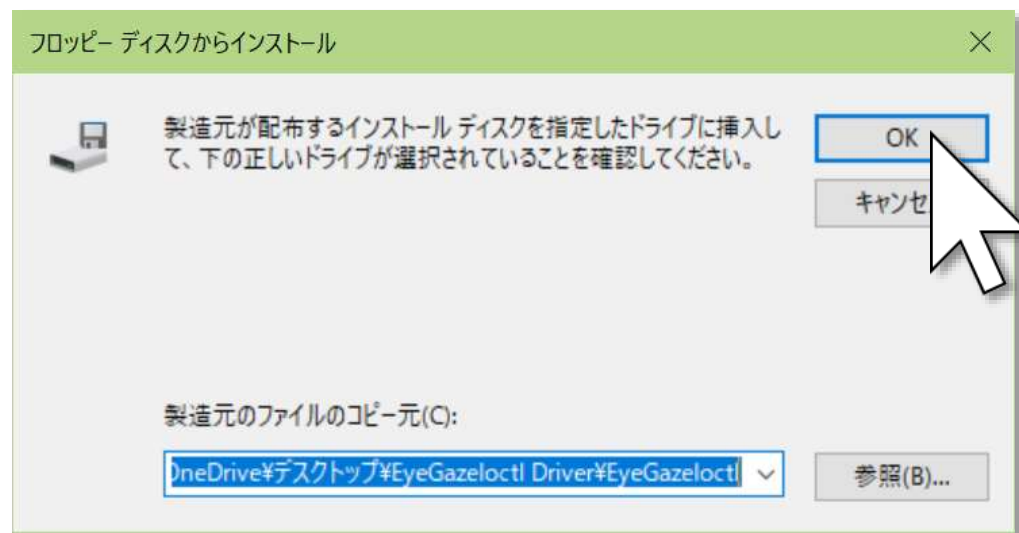 フロッピー ディスクからインストール
製造元が配布するインストール ディスクを指定したドライブに挿入し
て、下の正しいドライブが選択されていることを確認してください。
OK
キャンセ
製造元のファイルのコピー元(C):
OneDrive¥デスクトップ¥EyeGazeIoctl Driver¥EyeGazeIoctl
参照(B)...